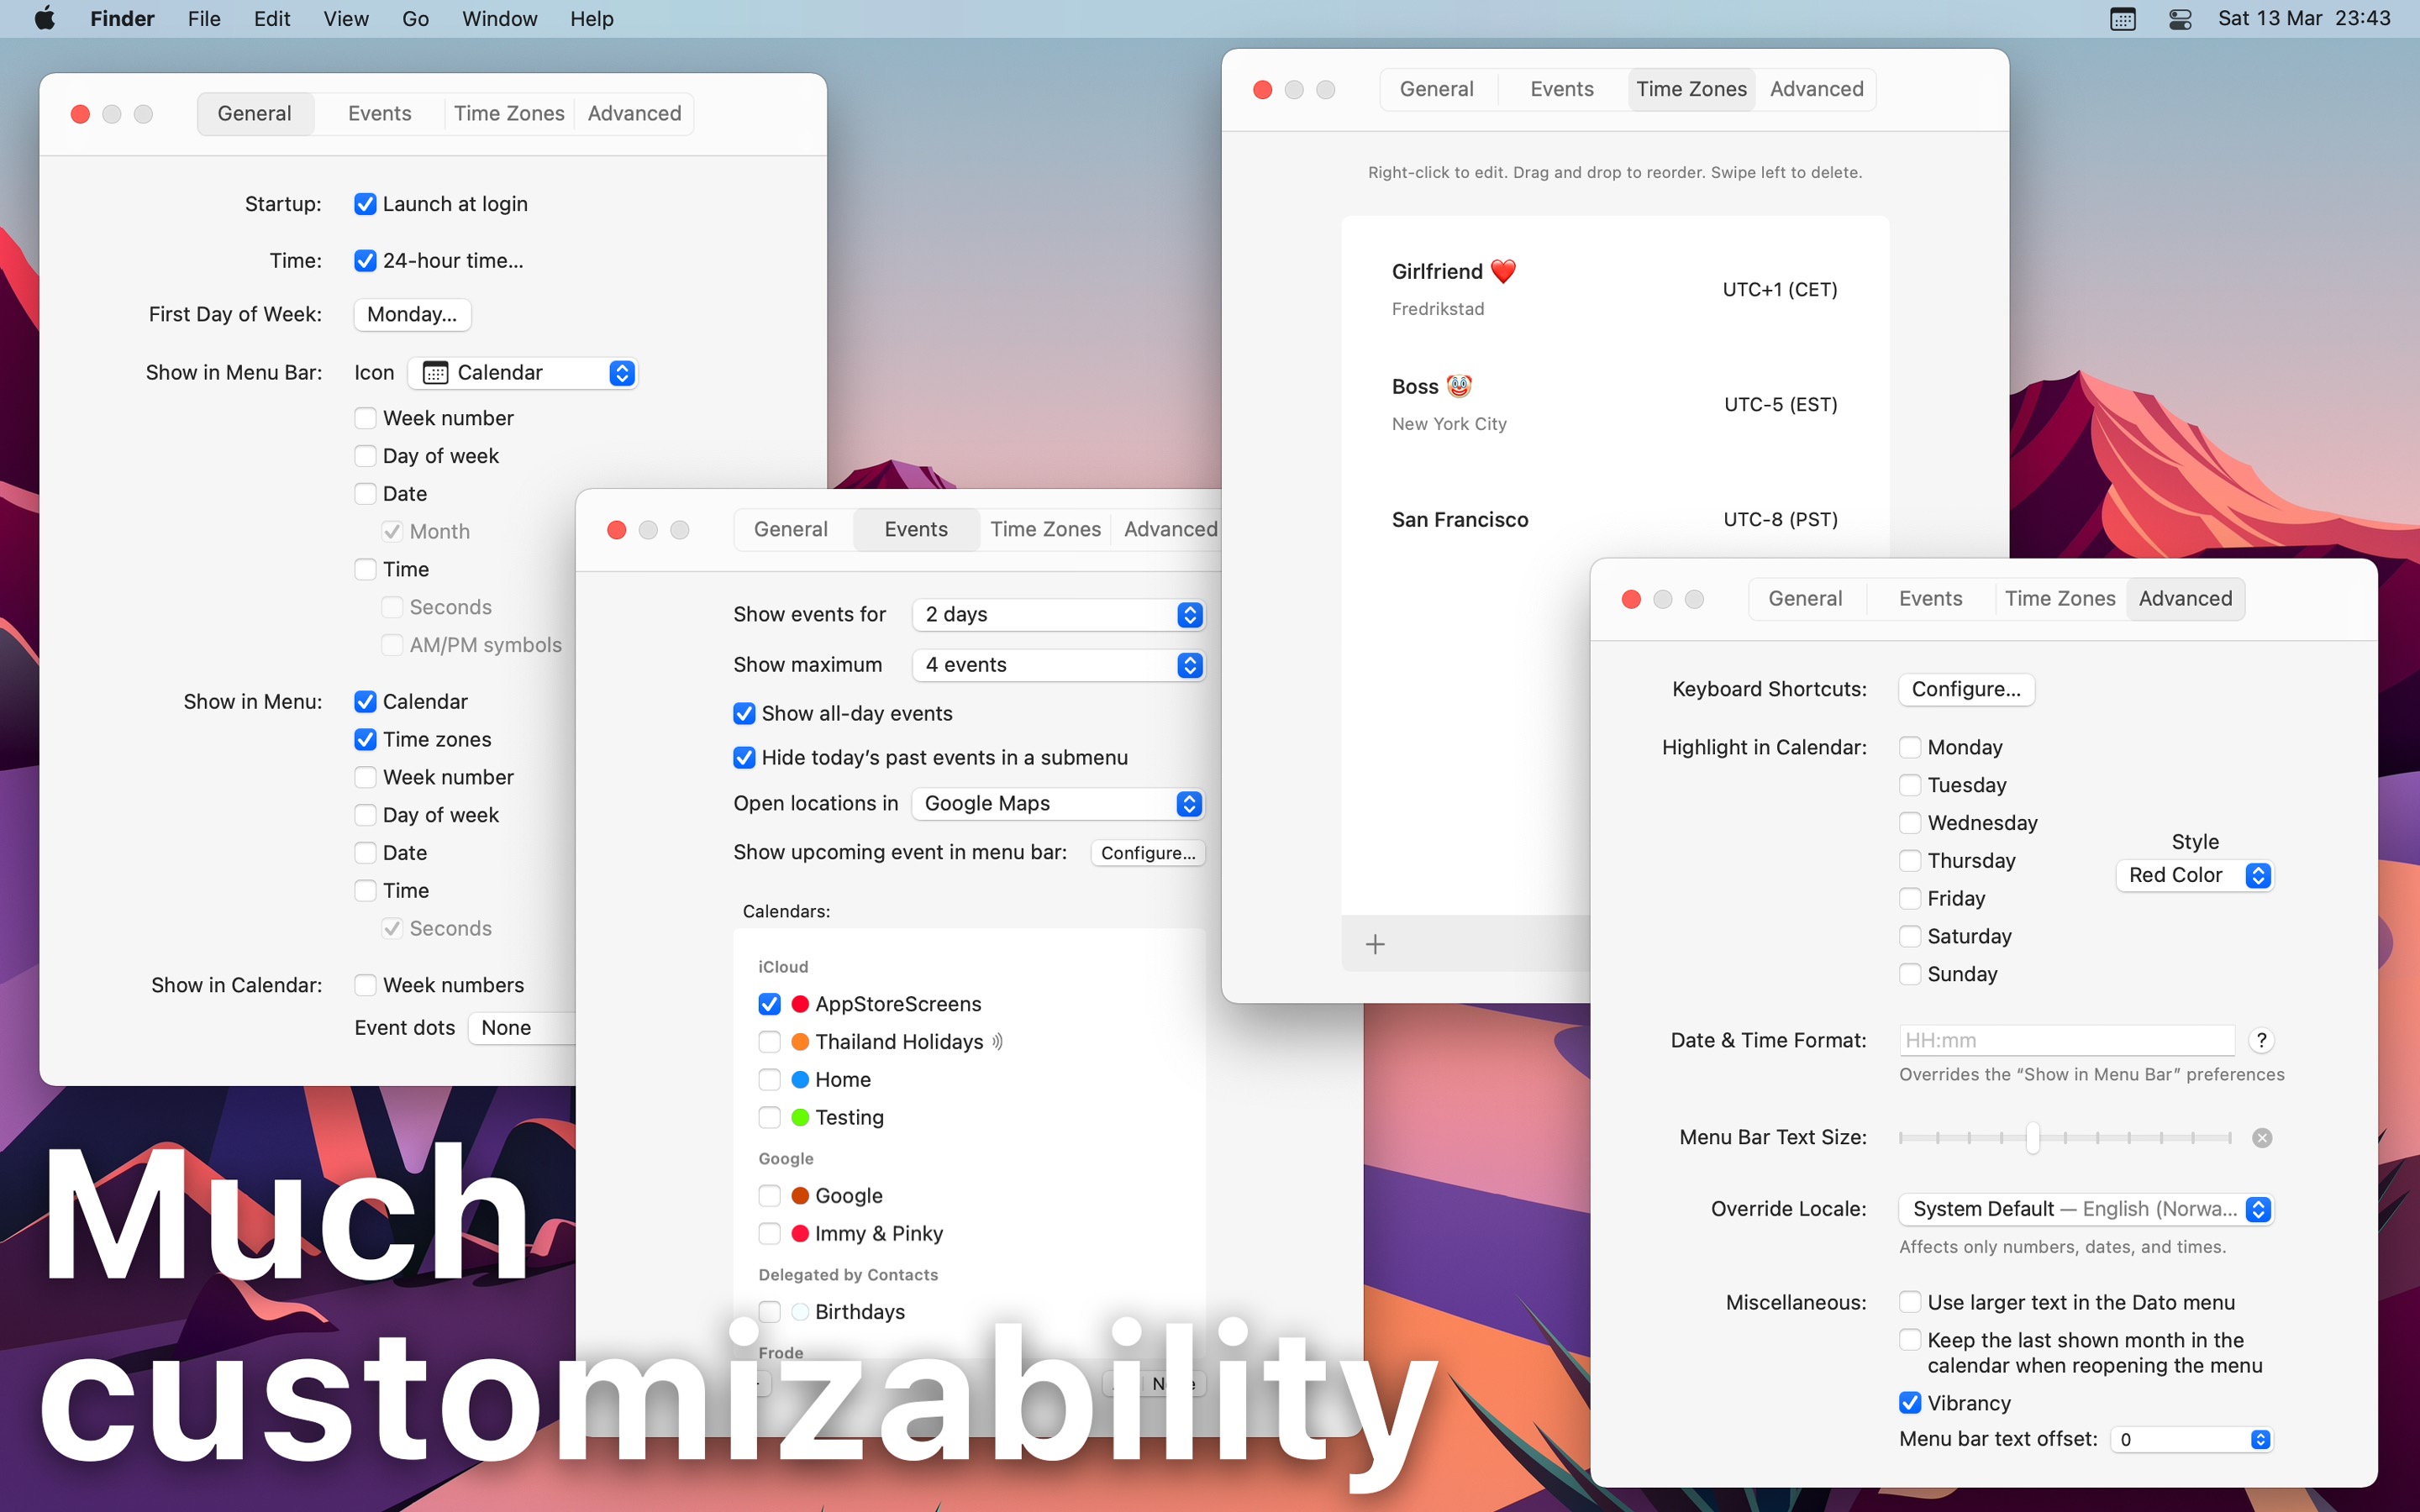 Finder File Edit View Go Window Help
Sat 13 Mar 23:43
General Events Time Zones Advanced
Startup: Launch at login
Time: 24-hour time...
First Day of Week: Monday...
Show in Menu Bar: Icon Calendar
Week number
Day of week
Date
Month
Time
Seconds
AM/PM symbols
Show in Menu: Calendar
Time zones
Week number
Day of week
Date
Time
Seconds
Show in Calendar: Week numbers
Event dots None
General Events Time Zones Advanced
Show events for 2 days
Show maximum 4 events
Show all-day events
Hide today’s past events in a submenu
Open locations in Google Maps
Show upcoming event in menu bar: Configure...
Calendars:
iCloud
AppStoreScreens
Thailand Holidays
Home
Testing
Google
Google
Immy & Pinky
Delegated by Contacts
Birthdays
Frode
General Events Time Zones Advanced
Right-click to edit. Drag and drop to reorder. Swipe left to delete.
Girlfriend ❤️ UTC+1 (CET)
Fredrikstad
Boss 🤡 UTC-5 (EST)
New York City
San Francisco UTC-8 (PST)
+
General Events Time Zones Advanced
Keyboard Shortcuts: Configure...
Highlight in Calendar: Monday
Tuesday
Wednesday
Thursday
Friday
Saturday
Sunday
Style
Red Color
Date & Time Format: HH:mm ?
Overrides the “Show in Menu Bar” preferences
Menu Bar Text Size:
Override Locale: System Default — English (Norwa...
Affects only numbers, dates, and times.
Miscellaneous: Use larger text in the Dato menu
Keep the last shown month in the
calendar when reopening the menu
Vibrancy
Menu bar text offset: 0
Much
customizability